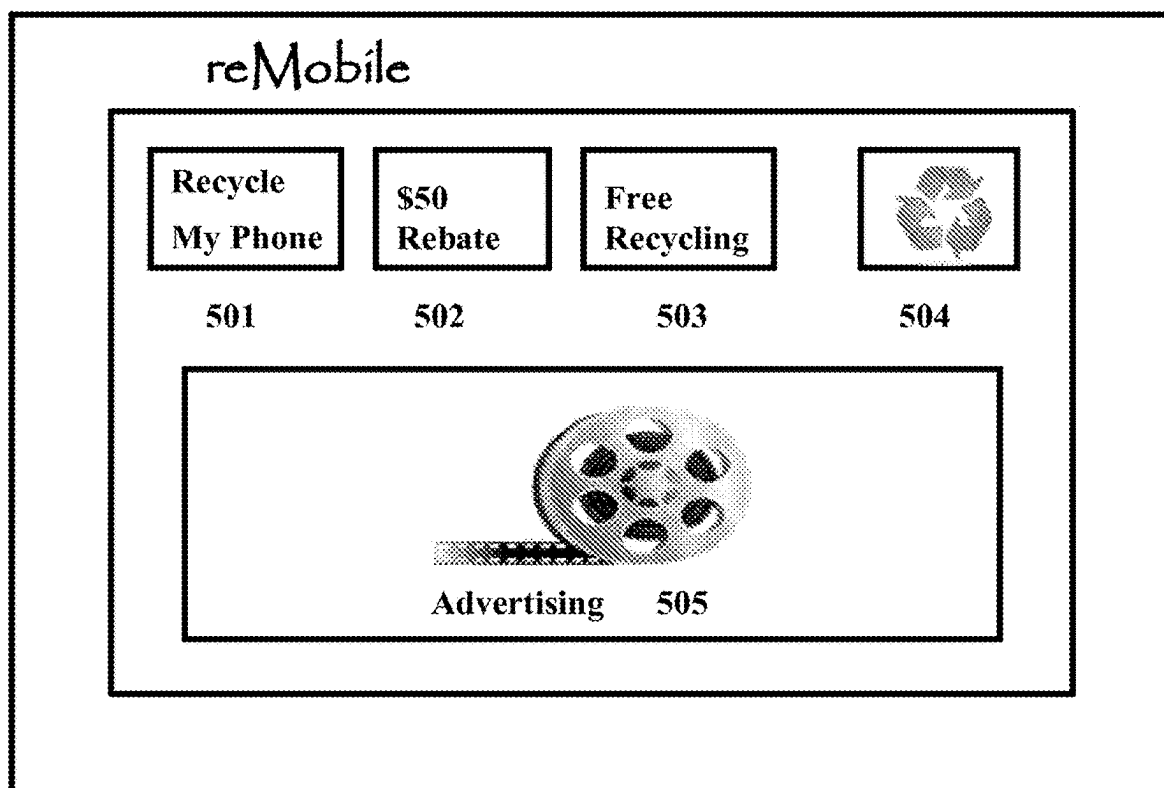 reMobile
Recycle
My Phone
$50
Rebate
Free
Recycling
501 502 503 504
Advertising 505